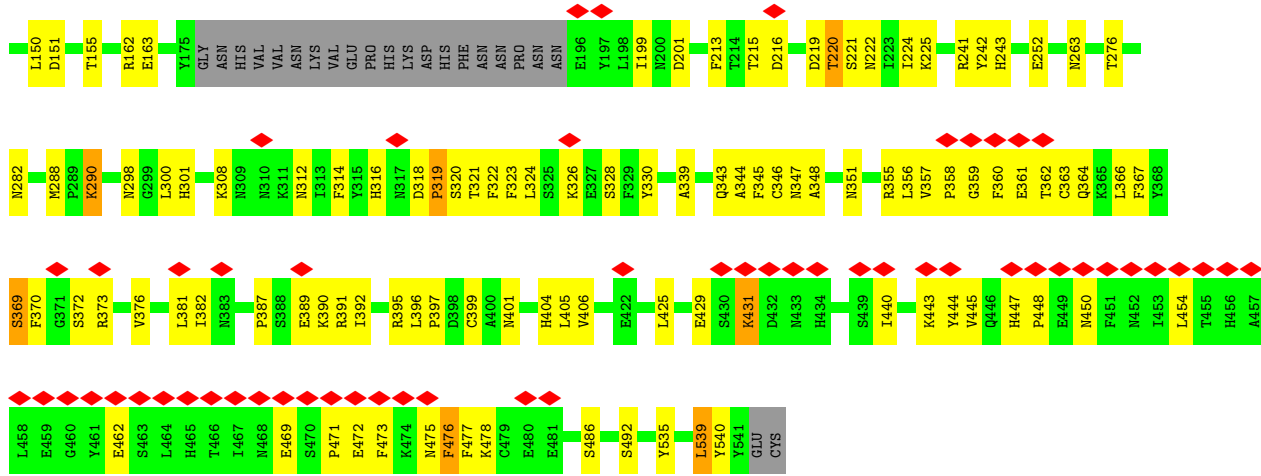 L150 D151 T155 R162 E163 Y175 GLY ASN HIS VAL VAL ASN LYS VAL GLU PRO HIS LYS ASP HIS PHE ASN ASN PRO ASN ASN E196 Y197 L198 I199 N200 D201 F213 T214 T215 D216 D219 T220 S221 N222 I223 I224 K225 R241 Y242 H243 E252 N263 T276
N282 M288 P289 K290 N298 G299 L300 H301 K308 N309 N310 K311 N312 I313 F314 Y315 H316 N317 D318 P319 S320 T321 F322 F323 L324 S325 K326 E327 S328 F329 Y330 A339 Q343 A344 F345 C346 N347 A348 N351 R355 L356 V357 P358 G359 F360 E361 T362 C363 Q364 K365 L366 F367 Y368
S369 F370 G371 S372 R373 V376 L381 I382 N383 P387 S388 E389 K390 R391 I392 R395 L396 P397 D398 C399 A400 N401 H404 L405 V406 E422 L425 E429 S430 K431 D432 N433 H434 S439 I440 K443 Y444 V445 Q446 H447 P448 E449 N450 F451 N452 I453 L454 T455 H456 A457
L458 E459 G460 Y461 E462 S463 L464 H465 T466 I467 N468 E469 S470 P471 E472 F473 K474 N475 F476 F477 K478 C479 E480 E481 S486 S492 Y535 L539 Y540 Y541 GLU CYS